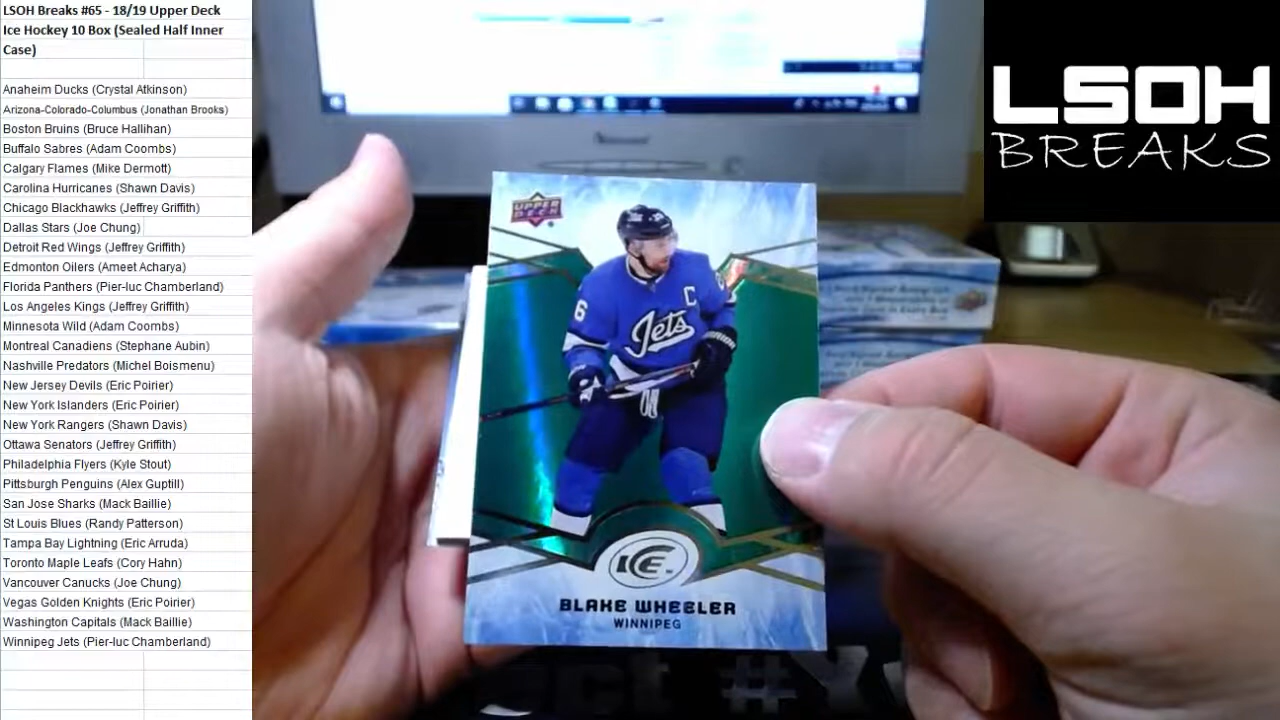 LSOH Breaks #65 - 18/19 Upper Deck
Ice Hockey 10 Box (Sealed Half Inner
Case)
Anaheim Ducks (Crystal Atkinson)
Arizona-Colorado-Columbus (Jonathan Brooks)
Boston Bruins (Bruce Hallihan)
Buffalo Sabres (Adam Coombs)
Calgary Flames (Mike Dermott)
Carolina Hurricanes (Shawn Davis)
Chicago Blackhawks (Jeffrey Griffith)
Dallas Stars (Joe Chung)
Detroit Red Wings (Jeffrey Griffith)
Edmonton Oilers (Ameet Acharya)
Florida Panthers (Pier-luc Chamberland)
Los Angeles Kings (Jeffrey Griffith)
Minnesota Wild (Adam Coombs)
Montreal Canadiens (Stephane Aubin)
Nashville Predators (Michel Boismenu)
New Jersey Devils (Eric Poirier)
New York Islanders (Eric Poirier)
New York Rangers (Shawn Davis)
Ottawa Senators (Jeffrey Griffith)
Philadelphia Flyers (Kyle Stout)
Pittsburgh Penguins (Alex Guptill)
San Jose Sharks (Mack Baillie)
St Louis Blues (Randy Patterson)
Tampa Bay Lightning (Eric Arruda)
Toronto Maple Leafs (Cory Hahn)
Vancouver Canucks (Joe Chung)
Vegas Golden Knights (Eric Poirier)
Washington Capitals (Mack Baillie)
Winnipeg Jets (Pier-luc Chamberland)
LSOH
BREAKS
UPPER
DECK
C
6
Jets
ICE
BLAKE WHEELER
WINNIPEG